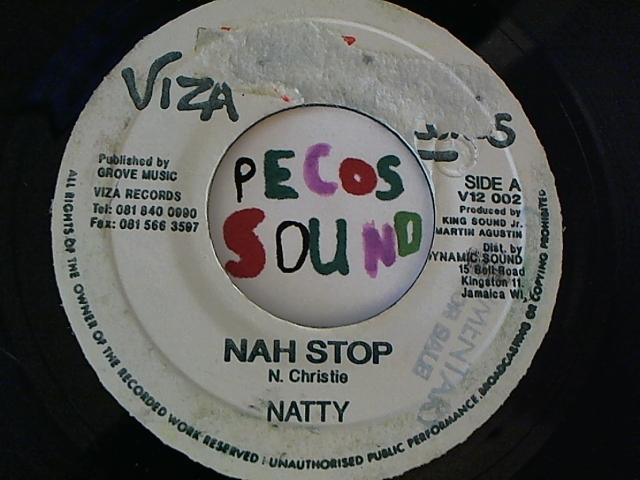 VIZA
PECOS
SOUND
Published by
GROVE MUSIC
VIZA RECORDS
Tel: 081 840 0990
Fax: 081 566 3597
SIDE A
V12 002
Produced by
KING SOUND Jr.
MARTIN AGUSTIN
Dist. by
DYNAMIC SOUND
15 Bell Road
Kingston 11.
Jamaica WI,
NAH STOP
N. Christie
NATTY
ALL RIGHTS OF THE OWNER OF THE RECORDED WORK RESERVED : UNAUTHORISED PUBLIC PERFORMANCE, BROADCASTING OR COPYING PROHIBITED
FOR SALE